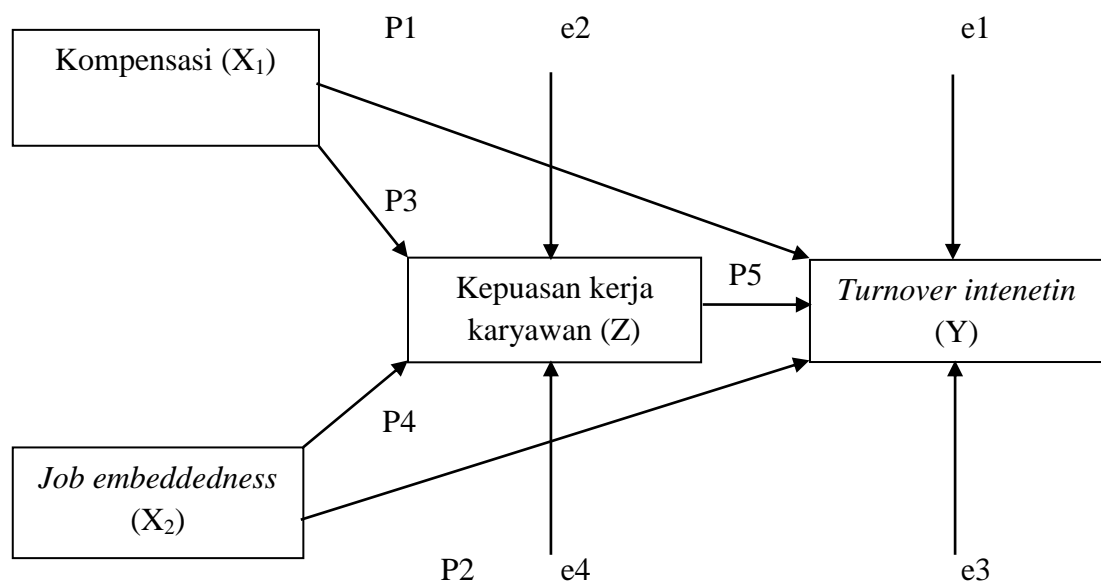 P1
e2
e1
Kompensasi (X₁)
P3
Kepuasan kerja
karyawan (Z)
P5
Turnover intenetin
(Y)
P4
Job embeddedness
(X₂)
P2
e4
e3